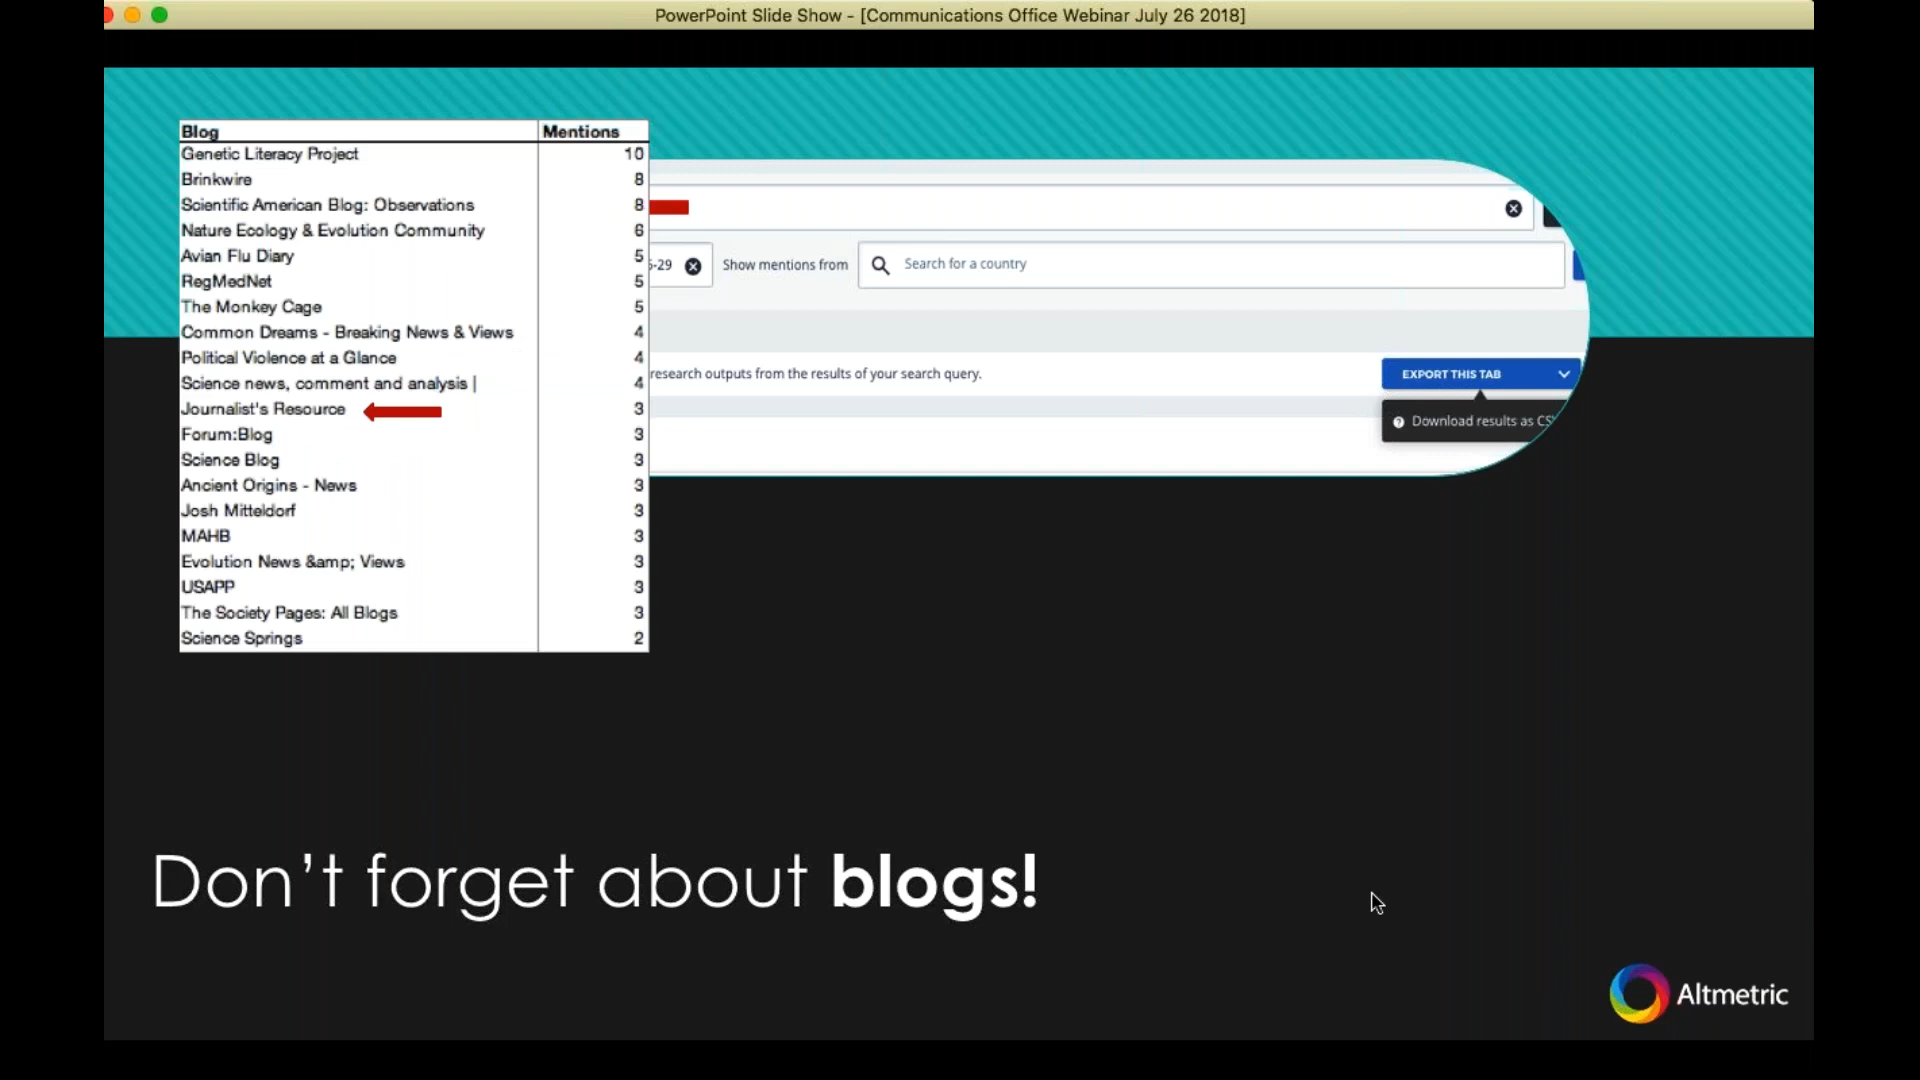 PowerPoint Slide Show - [Communications Office Webinar July 26 2018]
Blog Mentions
Genetic Literacy Project 10
Brinkwire 8
Scientific American Blog: Observations 8
Nature Ecology & Evolution Community 6
Avian Flu Diary 5
RegMedNet 5
The Monkey Cage 5
Common Dreams - Breaking News & Views 4
Political Violence at a Glance 4
Science news, comment and analysis | 4
Journalist's Resource 3
Forum:Blog 3
Science Blog 3
Ancient Origins - News 3
Josh Mitteldorf 3
MAHB 3
Evolution News &amp; Views 3
USAPP 3
The Society Pages: All Blogs 3
Science Springs 2
-29 Show mentions from Search for a country
research outputs from the results of your search query.
EXPORT THIS TAB
Download results as CS
Don't forget about blogs!
Altmetric